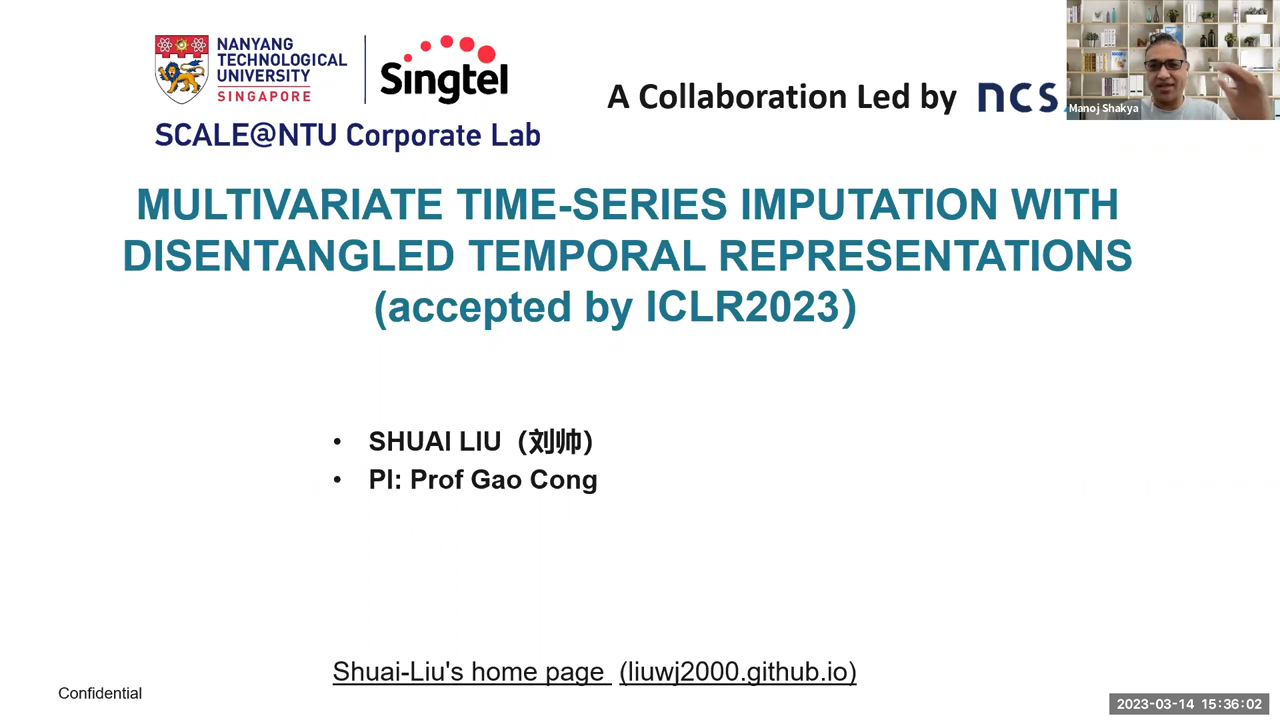 NANYANG
TECHNOLOGICAL
UNIVERSITY
SINGAPORE
Singtel
SCALE@NTU Corporate Lab
A Collaboration Led by ncs
Manoj Shakya
MULTIVARIATE TIME-SERIES IMPUTATION WITH
DISENTANGLED TEMPORAL REPRESENTATIONS
(accepted by ICLR2023）
• SHUAI LIU（刘帅）
• PI: Prof Gao Cong
Shuai-Liu's home page (liuwj2000.github.io)
Confidential
2023-03-14 15:36:02